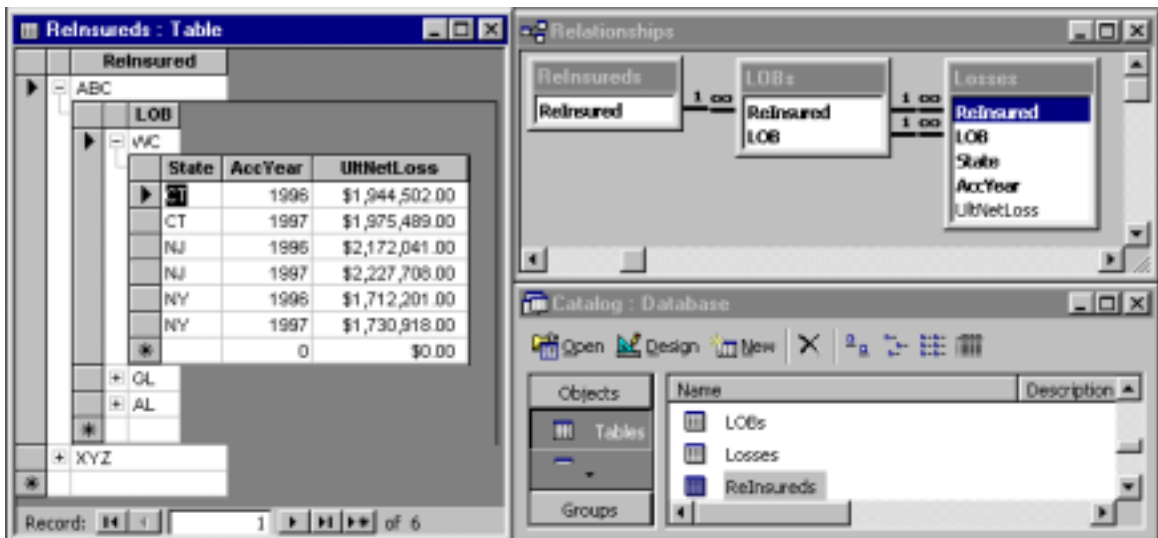 ReInsureds : Table
ReInsured
ABC
LOB
WC
State AccYear UltNetLoss
CT 1996 $1,944,502.00
CT 1997 $1,975,489.00
NJ 1996 $2,172,041.00
NJ 1997 $2,227,708.00
NY 1996 $1,712,201.00
NY 1997 $1,730,918.00
0 $0.00
GL
AL
XYZ
Record: 1 of 6
Relationships
ReInsureds
ReInsured
1 ∞
LOBs
ReInsured
LOB
1 ∞
1 ∞
Losses
ReInsured
LOB
State
AccYear
UltNetLoss
Catalog : Database
Open Design New
Objects
Tables
Groups
Name Description
LOBs
Losses
ReInsureds